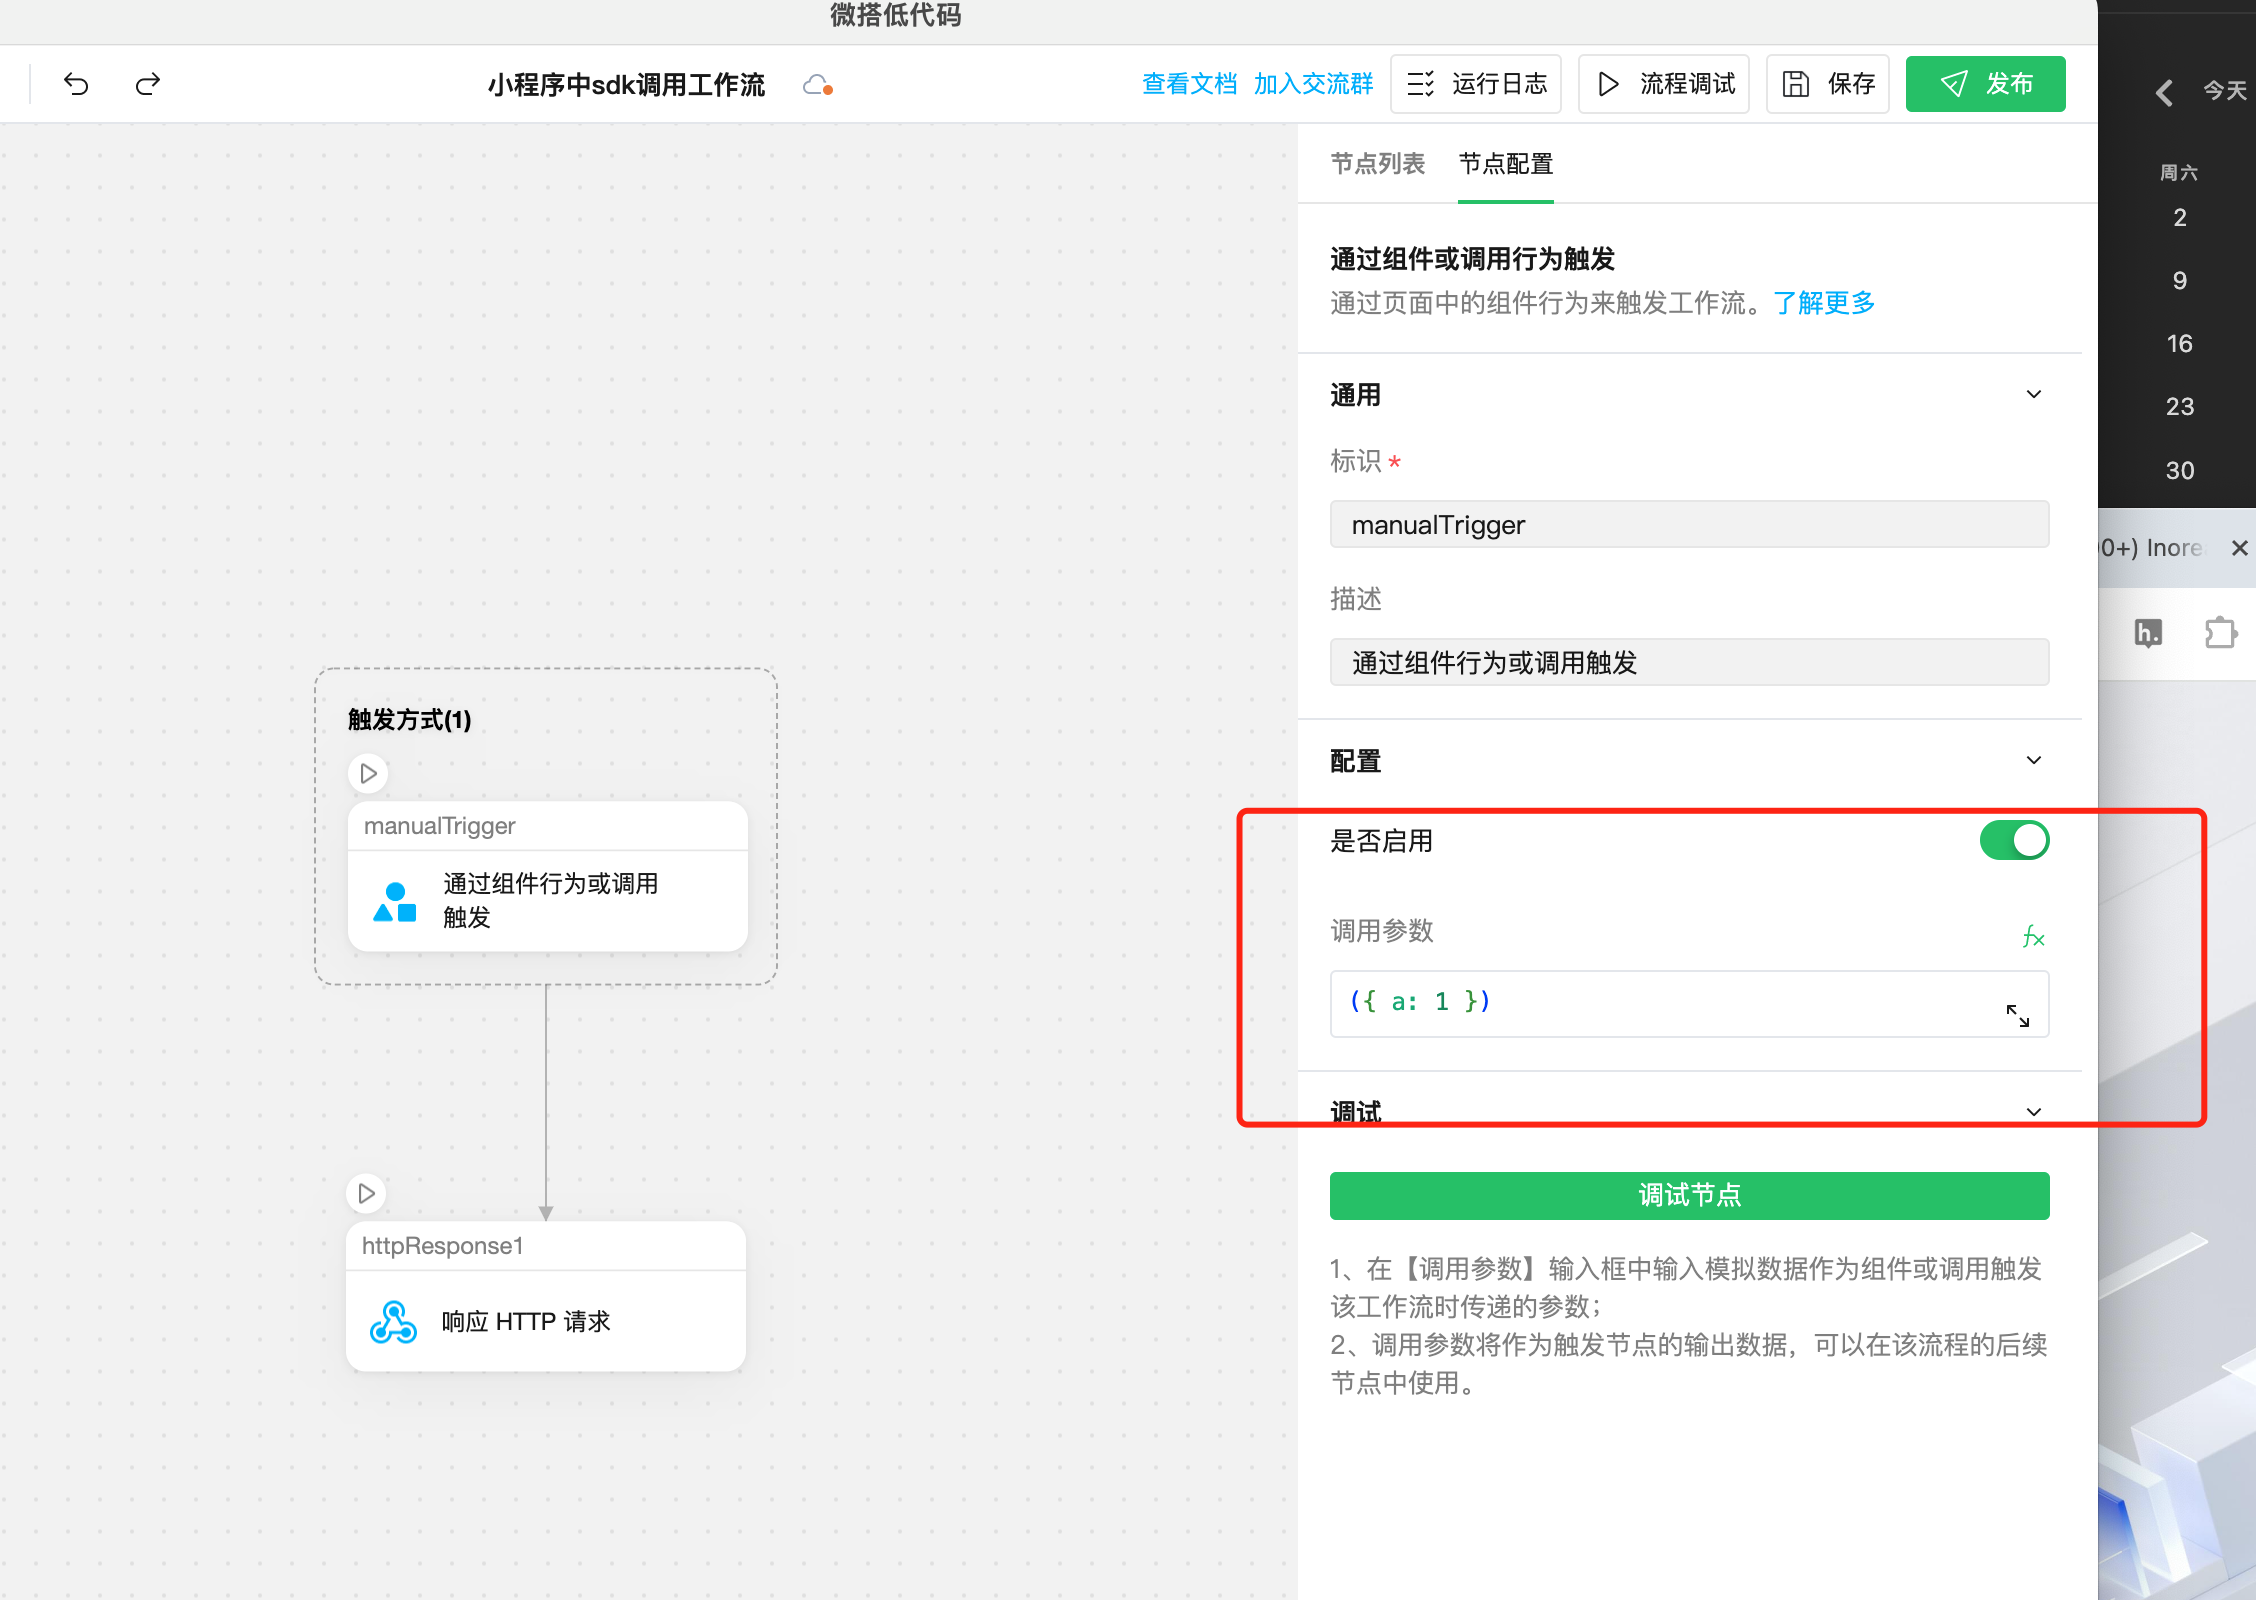 微搭低代码
小程序中sdk调用工作流
查看文档
加入交流群
运行日志
流程调试
保存
发布
今天
周六
2
9
16
23
30
0+) Inore
h.
节点列表
节点配置
通过组件或调用行为触发
通过页面中的组件行为来触发工作流。了解更多
通用
标识 *
manualTrigger
描述
通过组件行为或调用触发
配置
是否启用
调用参数
fx
({ a: 1 })
调试
调试节点
1、在【调用参数】输入框中输入模拟数据作为组件或调用触发
该工作流时传递的参数；
2、调用参数将作为触发节点的输出数据，可以在该流程的后续
节点中使用。
触发方式(1)
manualTrigger
通过组件行为或调用
触发
httpResponse1
响应 HTTP 请求